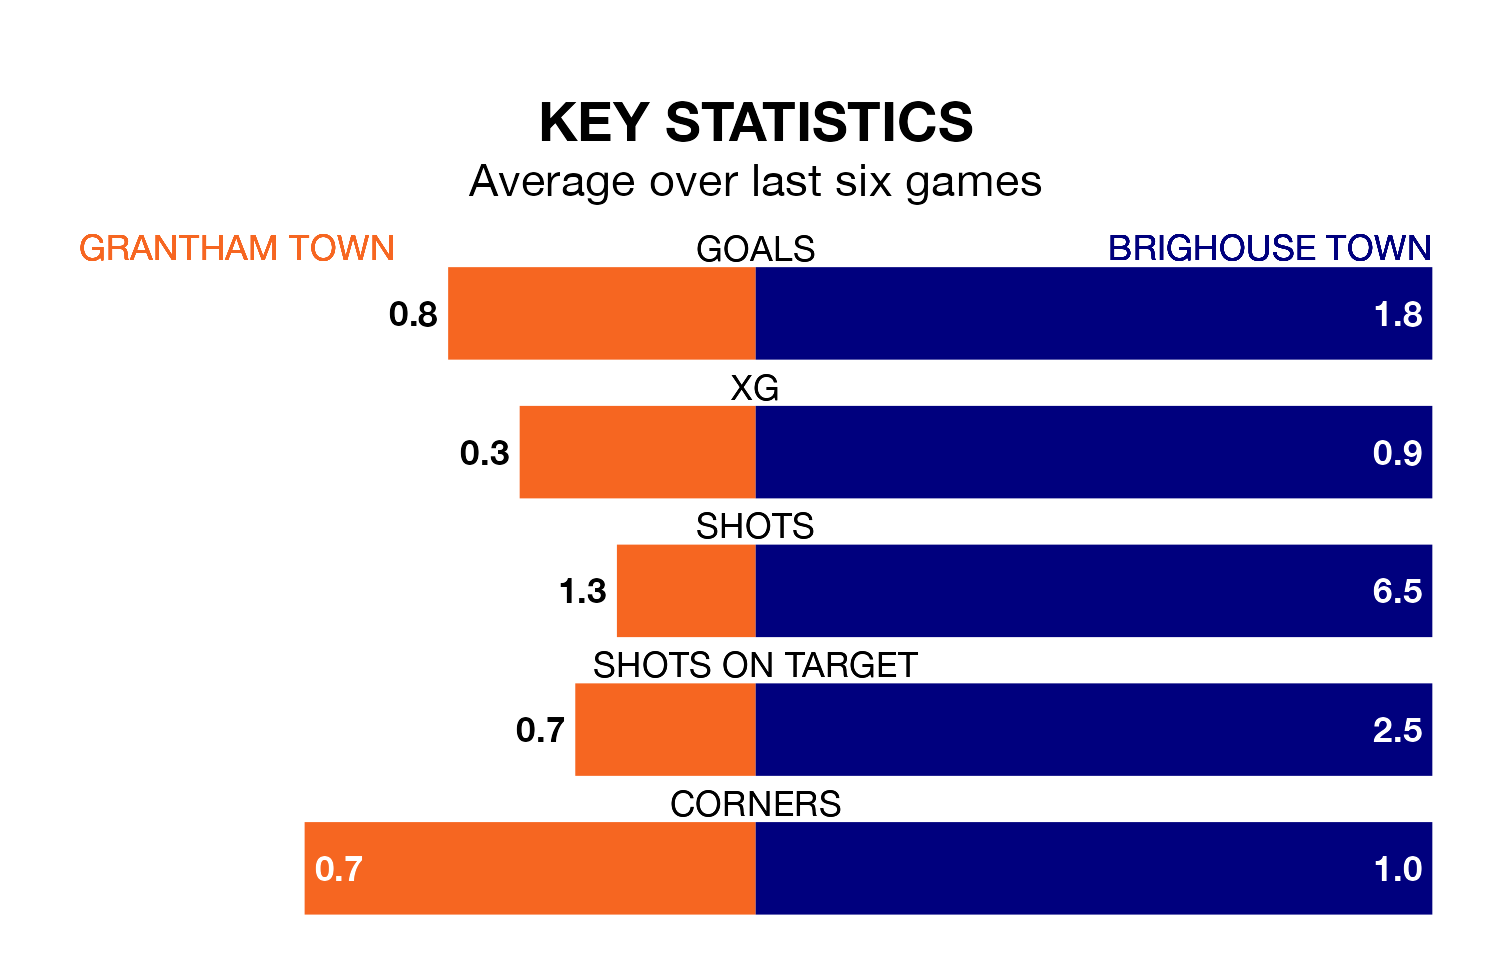 KEY STATISTICS
Average over last six games
GRANTHAM TOWN GOALS BRIGHOUSE TOWN
0.8 1.8
XG
0.3 0.9
SHOTS
1.3 6.5
SHOTS ON TARGET
0.7 2.5
CORNERS
0.7 1.0